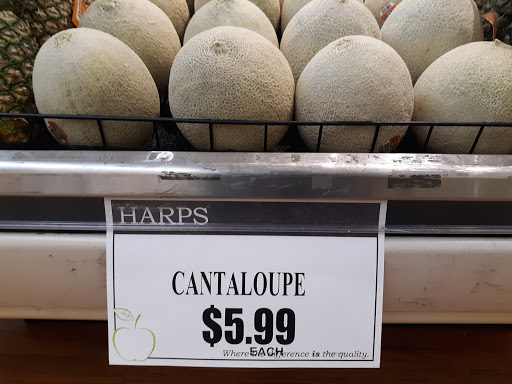 HARPS
CANTALOUPE
$5.99
EACH
Where the difference is the quality.